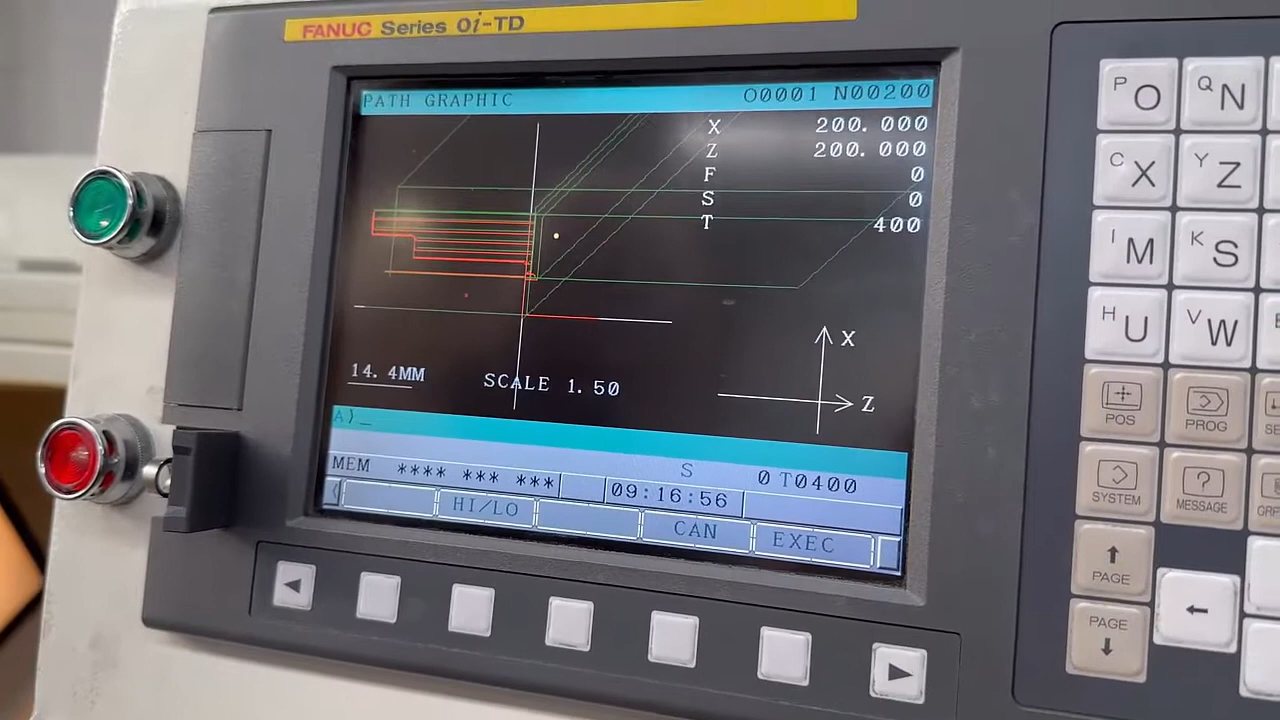 FANUC Series 0i-TD
PATH GRAPHIC O0001 N00200
X 200.000
Z 200.000
F 0
S 0
T 400
X
Z
14.4MM
SCALE 1.50
A)_
S 0 T0400
MEM **** *** ***
09:16:56
HI/LO CAN EXEC
P O
Q N
C X
Y Z
I M
K S
H U
V W
POS
PROG
SYSTEM
MESSAGE
PAGE
PAGE